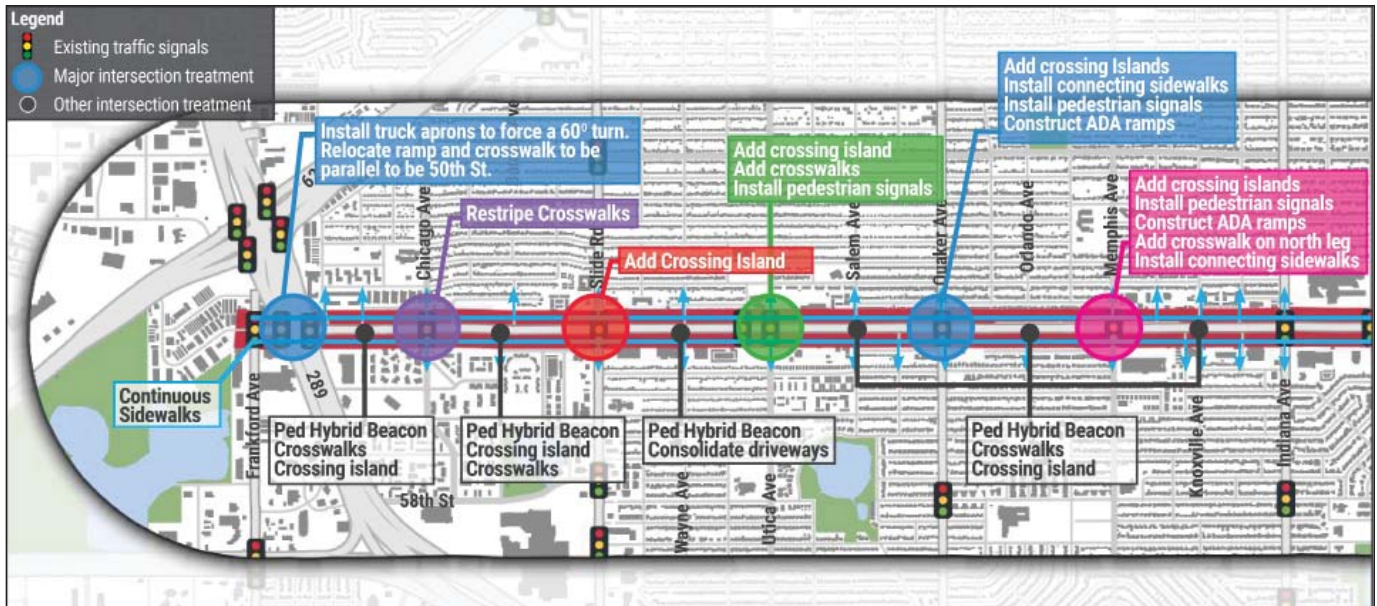 Legend
Existing traffic signals
Major intersection treatment
Other intersection treatment
Install truck aprons to force a 60° turn.
Relocate ramp and crosswalk to be
parallel to be 50th St.
Restripe Crosswalks
Add Crossing Island
Add crossing island
Add crosswalks
Install pedestrian signals
Add crossing Islands
Install connecting sidewalks
Install pedestrian signals
Construct ADA ramps
Add crossing islands
Install pedestrian signals
Construct ADA ramps
Add crosswalk on north leg
Install connecting sidewalks
Chicago Ave
Slide Rd
Salem Ave
Quaker Ave
Orlando Ave
Memphis Ave
Continuous
Sidewalks
Frankford Ave
289
Ped Hybrid Beacon
Crosswalks
Crossing island
58th St
Ped Hybrid Beacon
Crossing island
Crosswalks
Ped Hybrid Beacon
Consolidate driveways
Wayne Ave
Utica Ave
Ped Hybrid Beacon
Crosswalks
Crossing island
Knoxville Ave
Indiana Ave